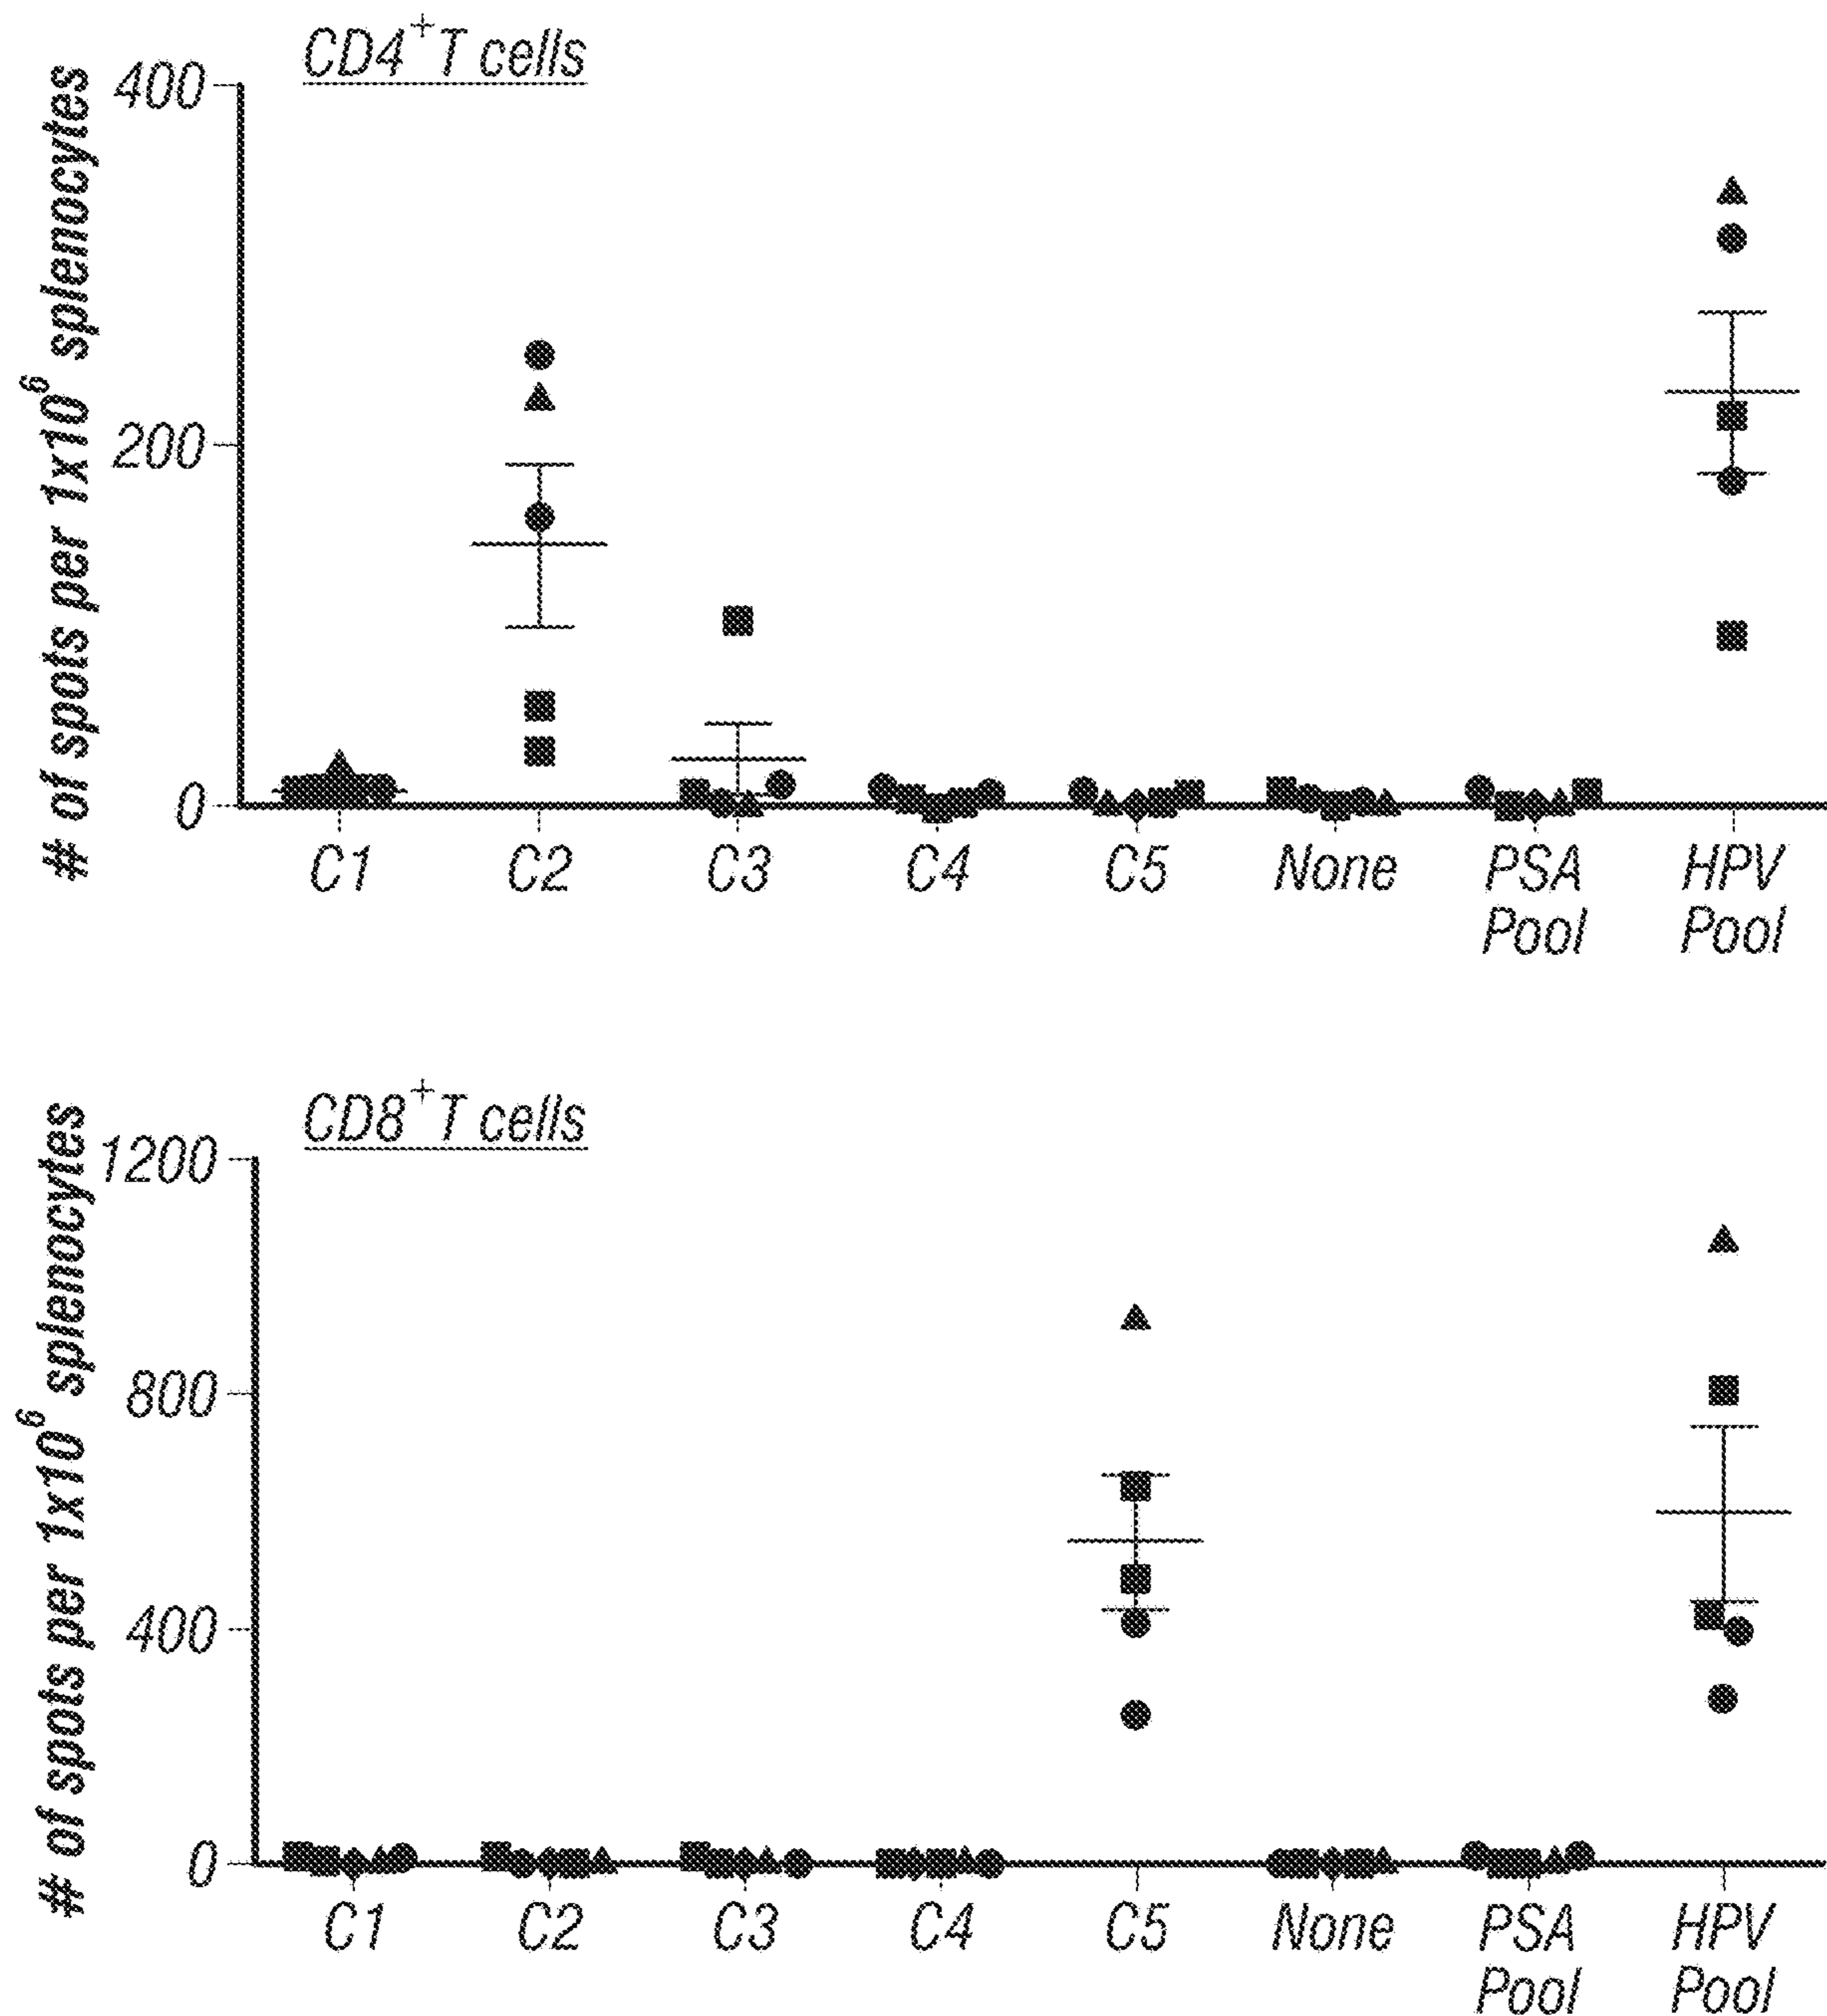 CD4⁺ T cells
# of spots per 1x10⁶ splenocytes
400
200
0
C1 C2 C3 C4 C5 None PSA Pool HPV Pool
CD8⁺ T cells
# of spots per 1x10⁶ splenocytes
1200
800
400
0
C1 C2 C3 C4 C5 None PSA Pool HPV Pool